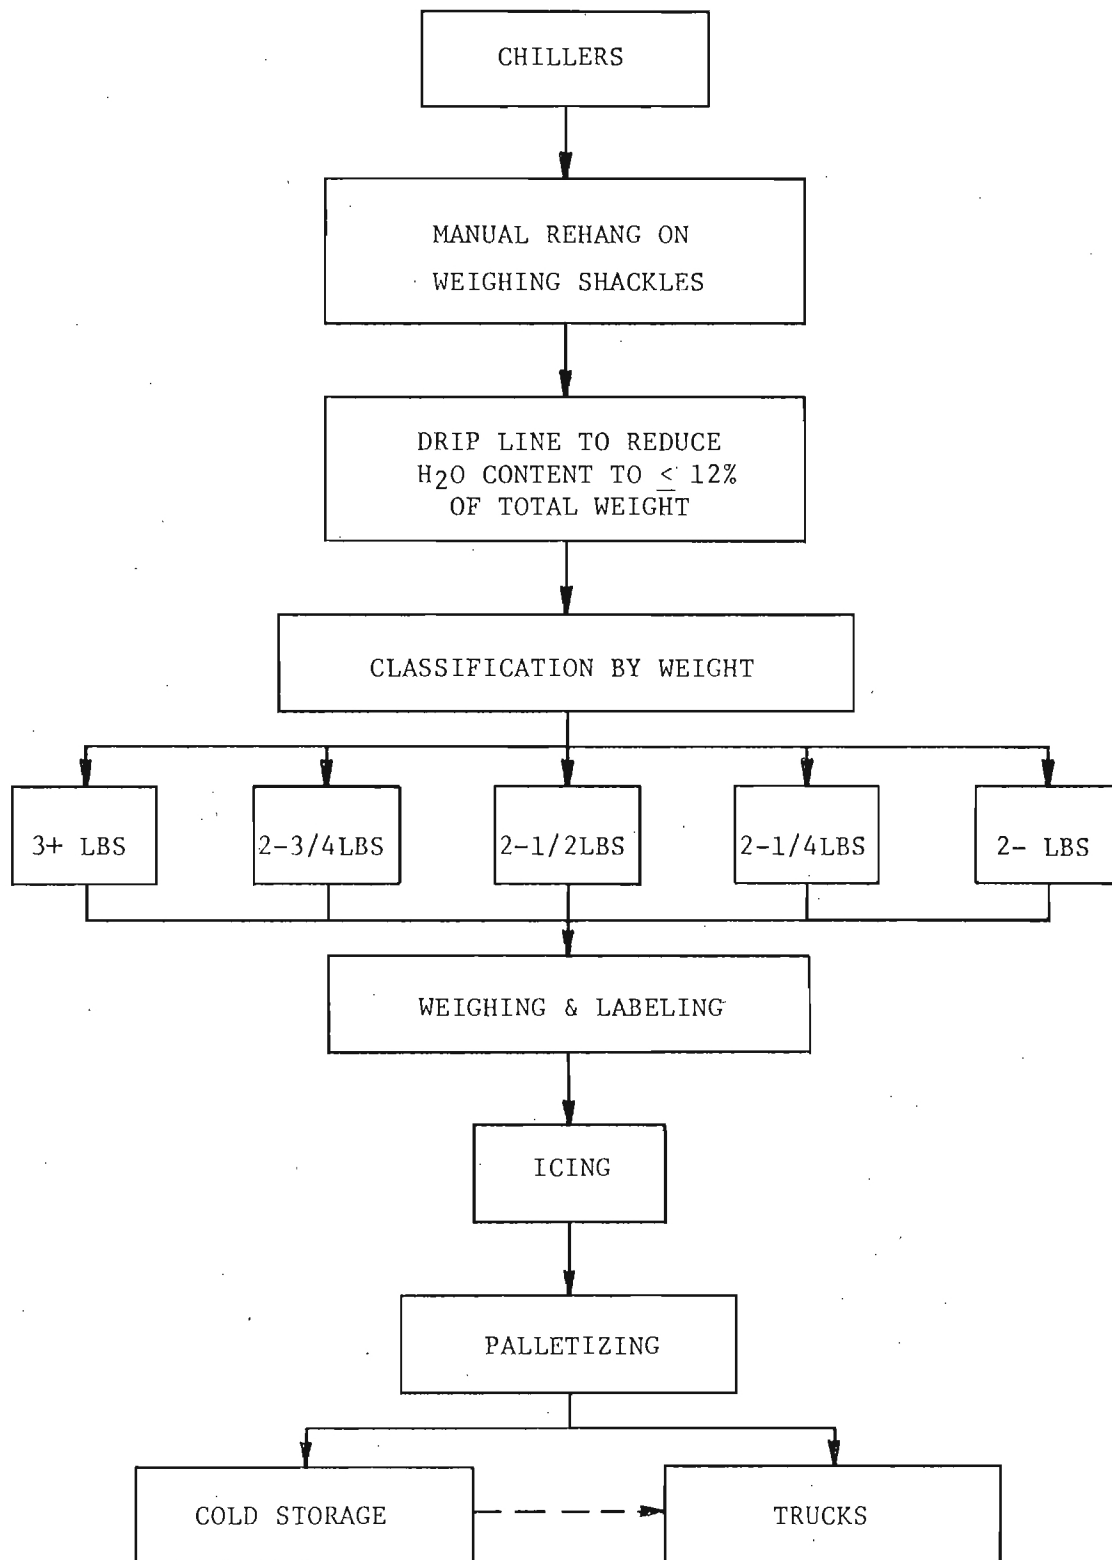 CHILLERS
MANUAL REHANG ON
WEIGHING SHACKLES
DRIP LINE TO REDUCE
H2O CONTENT TO ≤ 12%
OF TOTAL WEIGHT
CLASSIFICATION BY WEIGHT
3+ LBS
2-3/4LBS
2-1/2LBS
2-1/4LBS
2- LBS
WEIGHING & LABELING
ICING
PALLETIZING
COLD STORAGE
TRUCKS